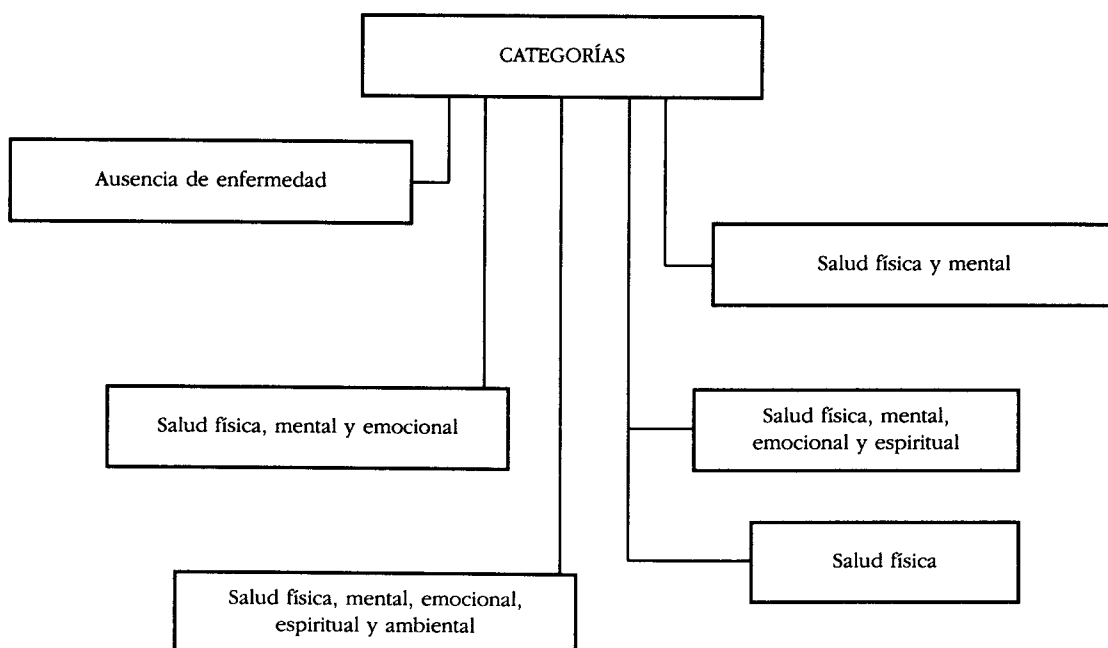 CATEGORÍAS
Ausencia de enfermedad
Salud física y mental
Salud física, mental y emocional
Salud física, mental,
emocional y espiritual
Salud física
Salud física, mental, emocional,
espiritual y ambiental